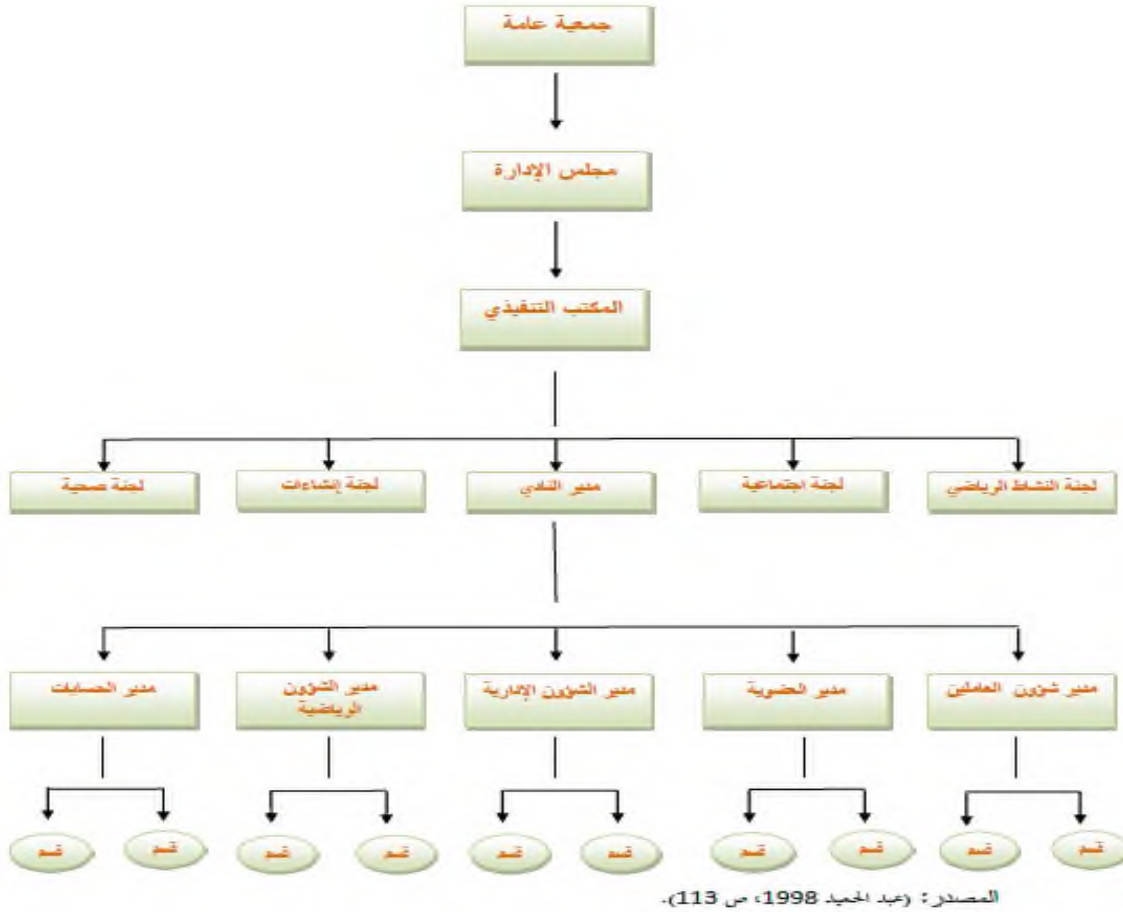 جمعية عامة
مجلس الإدارة
المكتب التنفيذي
لجنة النشاط الرياضي
لجنة اجتماعية
مدير النادي
لجنة إنشاءات
لجنة صحية
مدير شؤون العاملين
مدير العضوية
مدير الشؤون الإدارية
مدير الشؤون
الرياضية
مدير الحسابات
قسم
قسم
قسم
قسم
قسم
قسم
قسم
قسم
قسم
قسم
المصدر: (عبد الحميد 1998، ص 113).